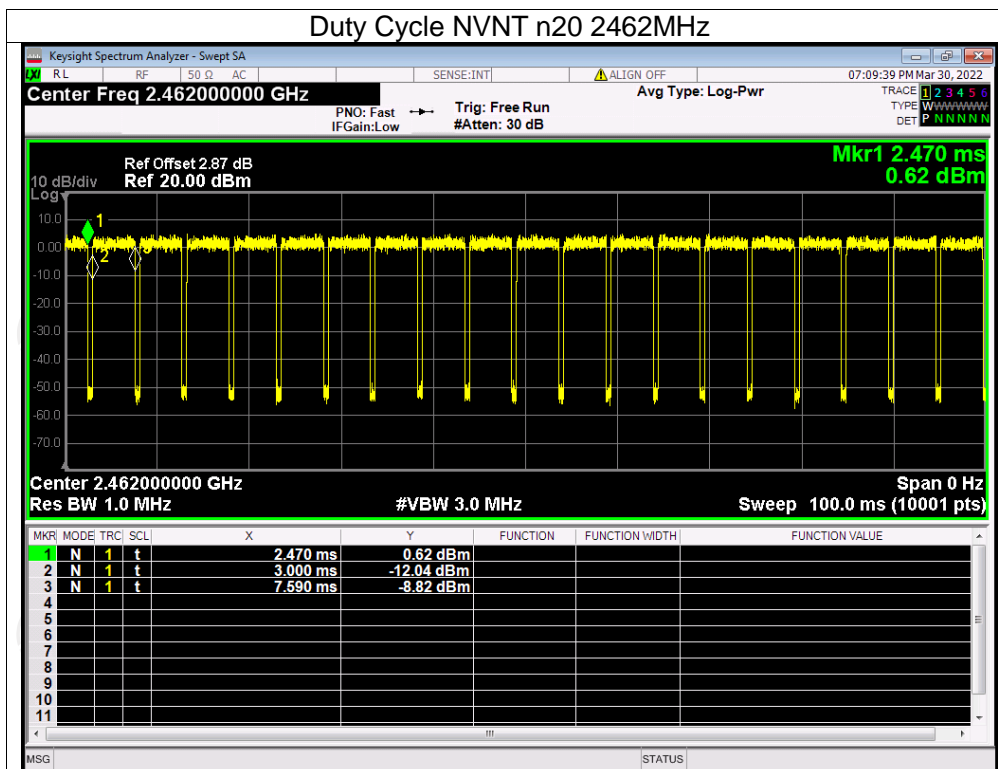 Duty Cycle NVNT n20 2462MHz
Keysight Spectrum Analyzer - Swept SA
LXI RL RF 50 Ω AC SENSE:INT ALIGN OFF 07:09:39 PM Mar 30, 2022
Center Freq 2.462000000 GHz Avg Type: Log-Pwr TRACE 1 2 3 4 5 6
PNO: Fast Trig: Free Run TYPE WWWWWW
IFGain:Low #Atten: 30 dB DET P N N N N N
Mkr1 2.470 ms
0.62 dBm
Ref Offset 2.87 dB
10 dB/div Ref 20.00 dBm
Log
10.0
0.00
-10.0
-20.0
-30.0
-40.0
-50.0
-60.0
-70.0
1
2
3
Center 2.462000000 GHz Span 0 Hz
Res BW 1.0 MHz #VBW 3.0 MHz Sweep 100.0 ms (10001 pts)
MKR MODE TRC SCL X Y FUNCTION FUNCTION WIDTH FUNCTION VALUE
1 N 1 t 2.470 ms 0.62 dBm
2 N 1 t 3.000 ms -12.04 dBm
3 N 1 t 7.590 ms -8.82 dBm
4
5
6
7
8
9
10
11
MSG STATUS